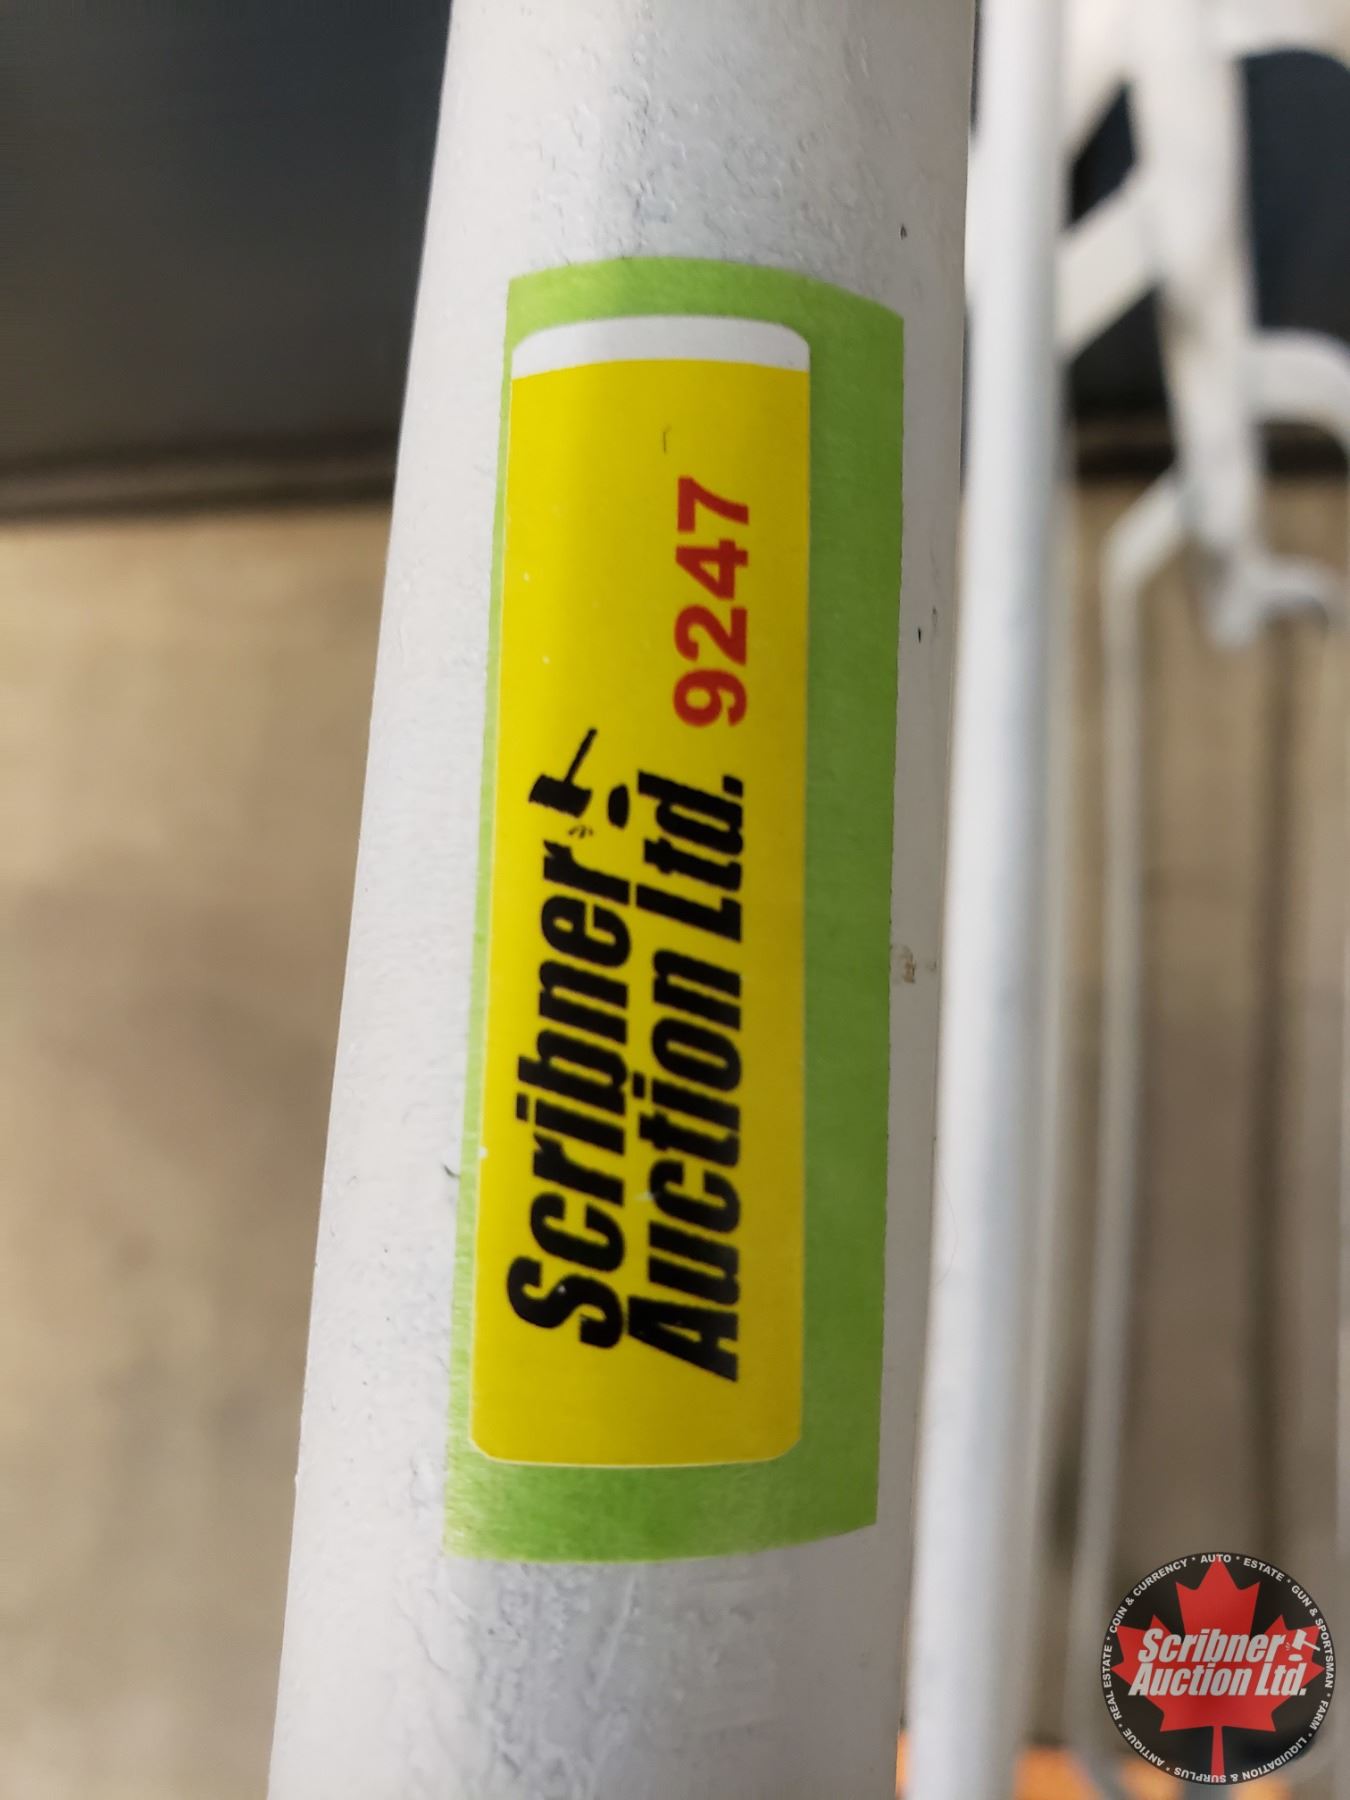 Scribner
Auction Ltd. 9247
COIN & CURRENCY * AUTO * ESTATE * GUN & SPORTSMAN * FARM * LIQUIDATION & SURPLUS * ANTIQUE * REAL ESTATE *
Scribner
Auction Ltd.